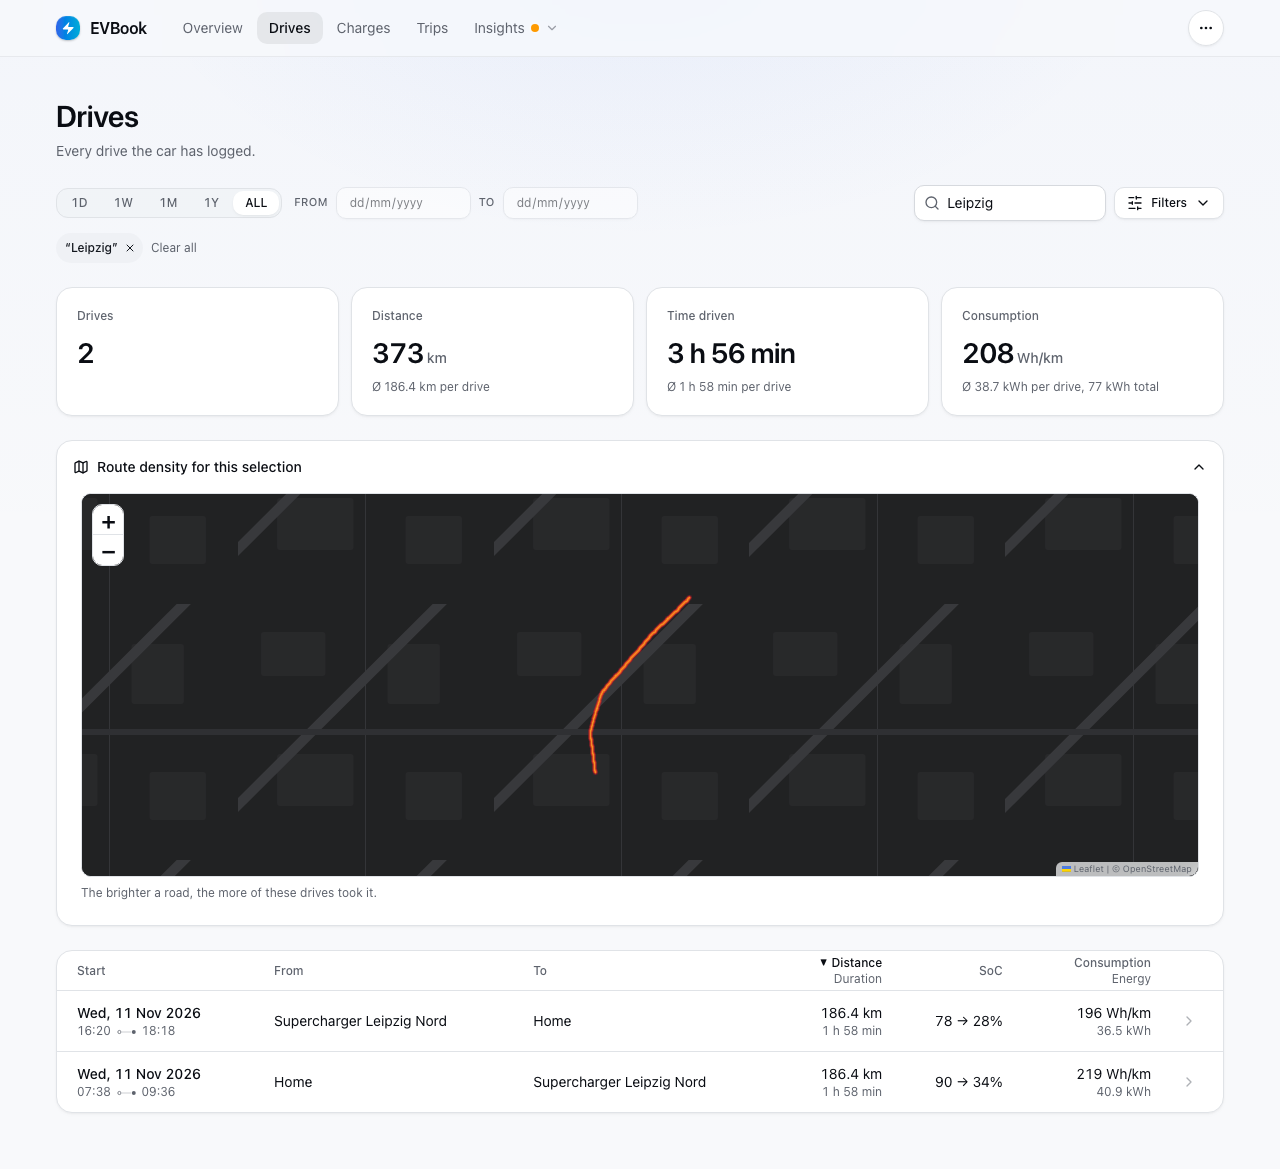 EVBook
Overview
Drives
Charges
Trips
Insights
Drives
Every drive the car has logged.
1D
1W
1M
1Y
ALL
FROM
dd/mm/yyyy
TO
dd/mm/yyyy
Leipzig
Filters
“Leipzig”
Clear all
Drives
2
Distance
373 km
Ø 186.4 km per drive
Time driven
3 h 56 min
Ø 1 h 58 min per drive
Consumption
208 Wh/km
Ø 38.7 kWh per drive, 77 kWh total
Route density for this selection
+
−
Leaflet | © OpenStreetMap
The brighter a road, the more of these drives took it.
Start
From
To
▼ Distance
Duration
SoC
Consumption
Energy
Wed, 11 Nov 2026
16:20 18:18
Supercharger Leipzig Nord
Home
186.4 km
1 h 58 min
78 → 28%
196 Wh/km
36.5 kWh
Wed, 11 Nov 2026
07:38 09:36
Home
Supercharger Leipzig Nord
186.4 km
1 h 58 min
90 → 34%
219 Wh/km
40.9 kWh